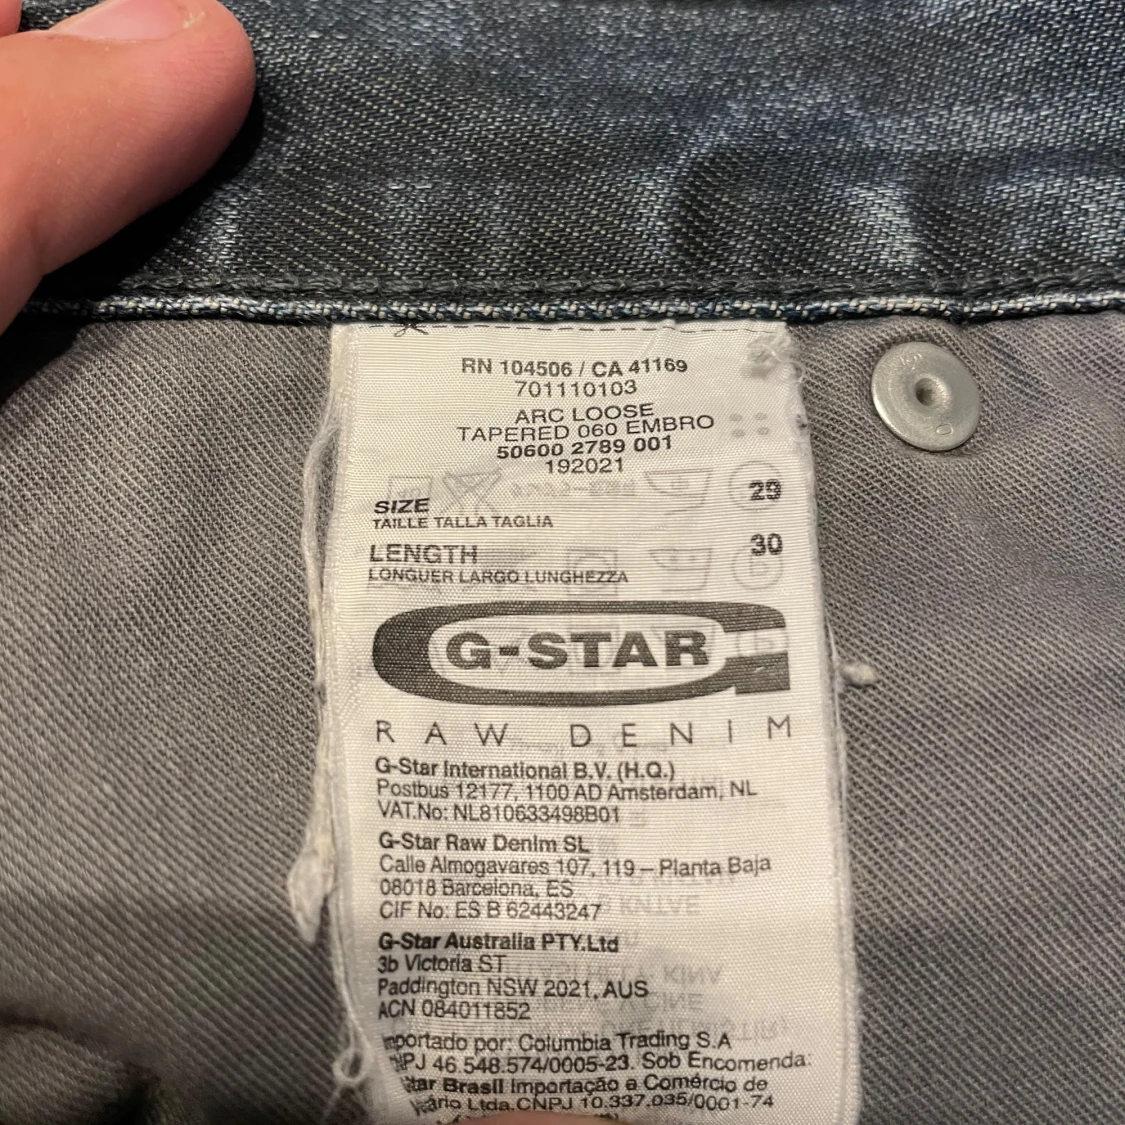 RN 104506 / CA 41169
701110103
ARC LOOSE
TAPERED 060 EMBRO
50600 2789 001
192021
SIZE 29
TAILLE TALLA TAGLIA
LENGTH 30
LONGUER LARGO LUNGHEZZA
G-STAR
RAW DENIM
G-Star International B.V. (H.Q.)
Postbus 12177, 1100 AD Amsterdam, NL
VAT.No: NL810633498B01
G-Star Raw Denim SL
Calle Almogavares 107, 119 – Planta Baja
08018 Barcelona, ES
CIF No: ES B 62443247
G-Star Australia PTY.Ltd
3b Victoria ST
Paddington NSW 2021, AUS
ACN 084011852
por: Columbia Trading S.A
46.548.574/0005-23. Sob Encomenda:
Brasil Importação e Comércio de
Ltda.CNPJ 10.337.035/0001-74